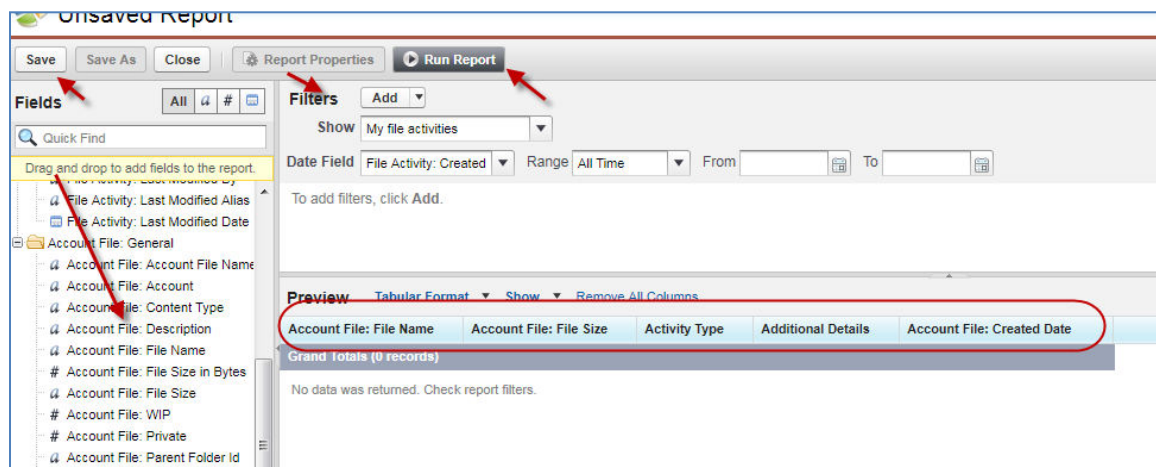 Unsaved Report
Save Save As Close Report Properties Run Report
Fields All a #
Quick Find
Drag and drop to add fields to the report.
File Activity: Last Modified By
a File Activity: Last Modified Alias
File Activity: Last Modified Date
Account File: General
a Account File: Account File Name
a Account File: Account
a Account File: Content Type
a Account File: Description
a Account File: File Name
# Account File: File Size in Bytes
a Account File: File Size
# Account File: WIP
# Account File: Private
a Account File: Parent Folder Id
Filters Add
Show My file activities
Date Field File Activity: Created Range All Time From To
To add filters, click Add.
Preview Tabular Format Show Remove All Columns
Account File: File Name Account File: File Size Activity Type Additional Details Account File: Created Date
Grand Totals (0 records)
No data was returned. Check report filters.